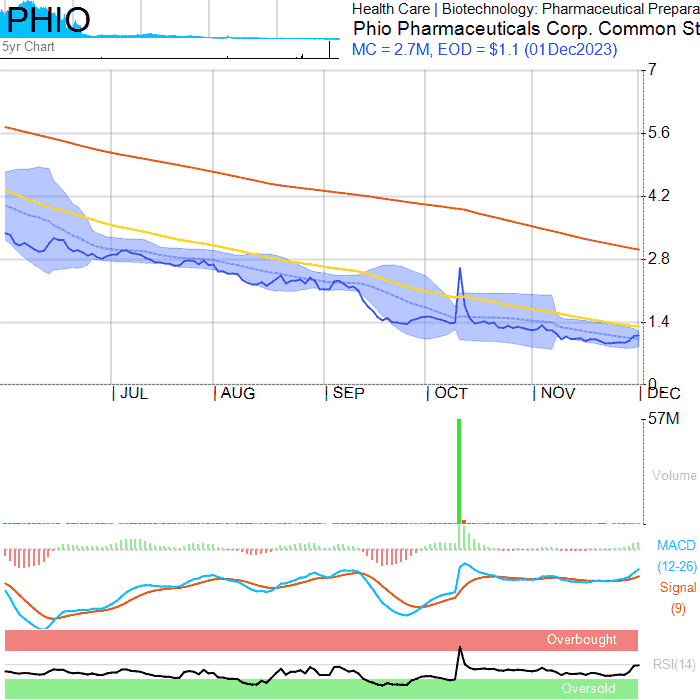 PHIO
5yr Chart
Health Care | Biotechnology: Pharmaceutical Prepara
Phio Pharmaceuticals Corp. Common St
MC = 2.7M, EOD = $1.1 (01Dec2023)
7
5.6
4.2
2.8
1.4
0
JUL AUG SEP OCT NOV DEC
57M
Volume
MACD
(12-26)
Signal
(9)
Overbought
RSI(14)
Oversold